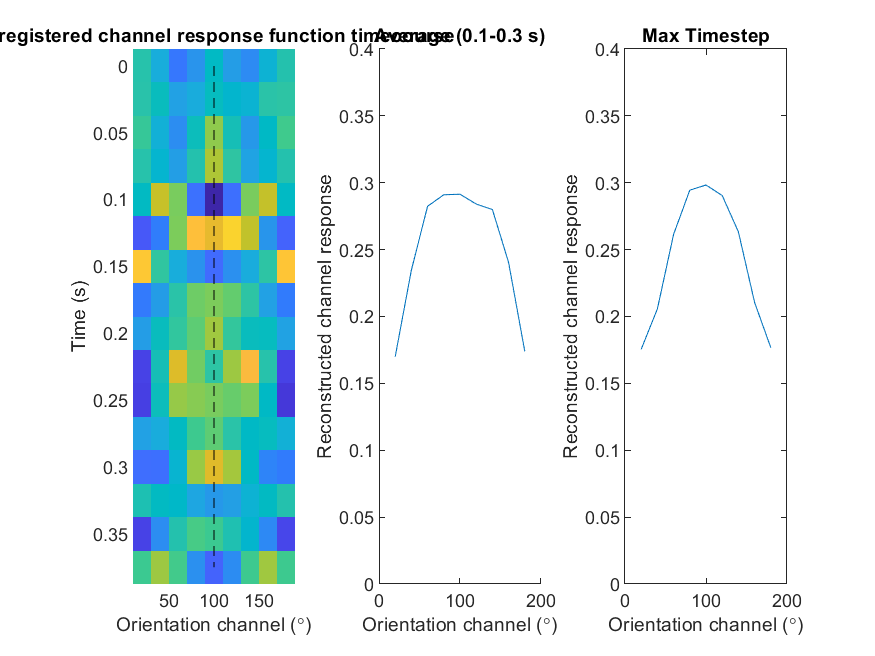 registered channel response function timecourse
Average (0.1-0.3 s)
Max Timestep
0
0.05
0.1
0.15
0.2
0.25
0.3
0.35
Time (s)
50 100 150
Orientation channel (°)
0.4
0.35
0.3
0.25
0.2
0.15
0.1
0.05
0
Reconstructed channel response
0 100 200
Orientation channel (°)
0.4
0.35
0.3
0.25
0.2
0.15
0.1
0.05
0
Reconstructed channel response
0 100 200
Orientation channel (°)